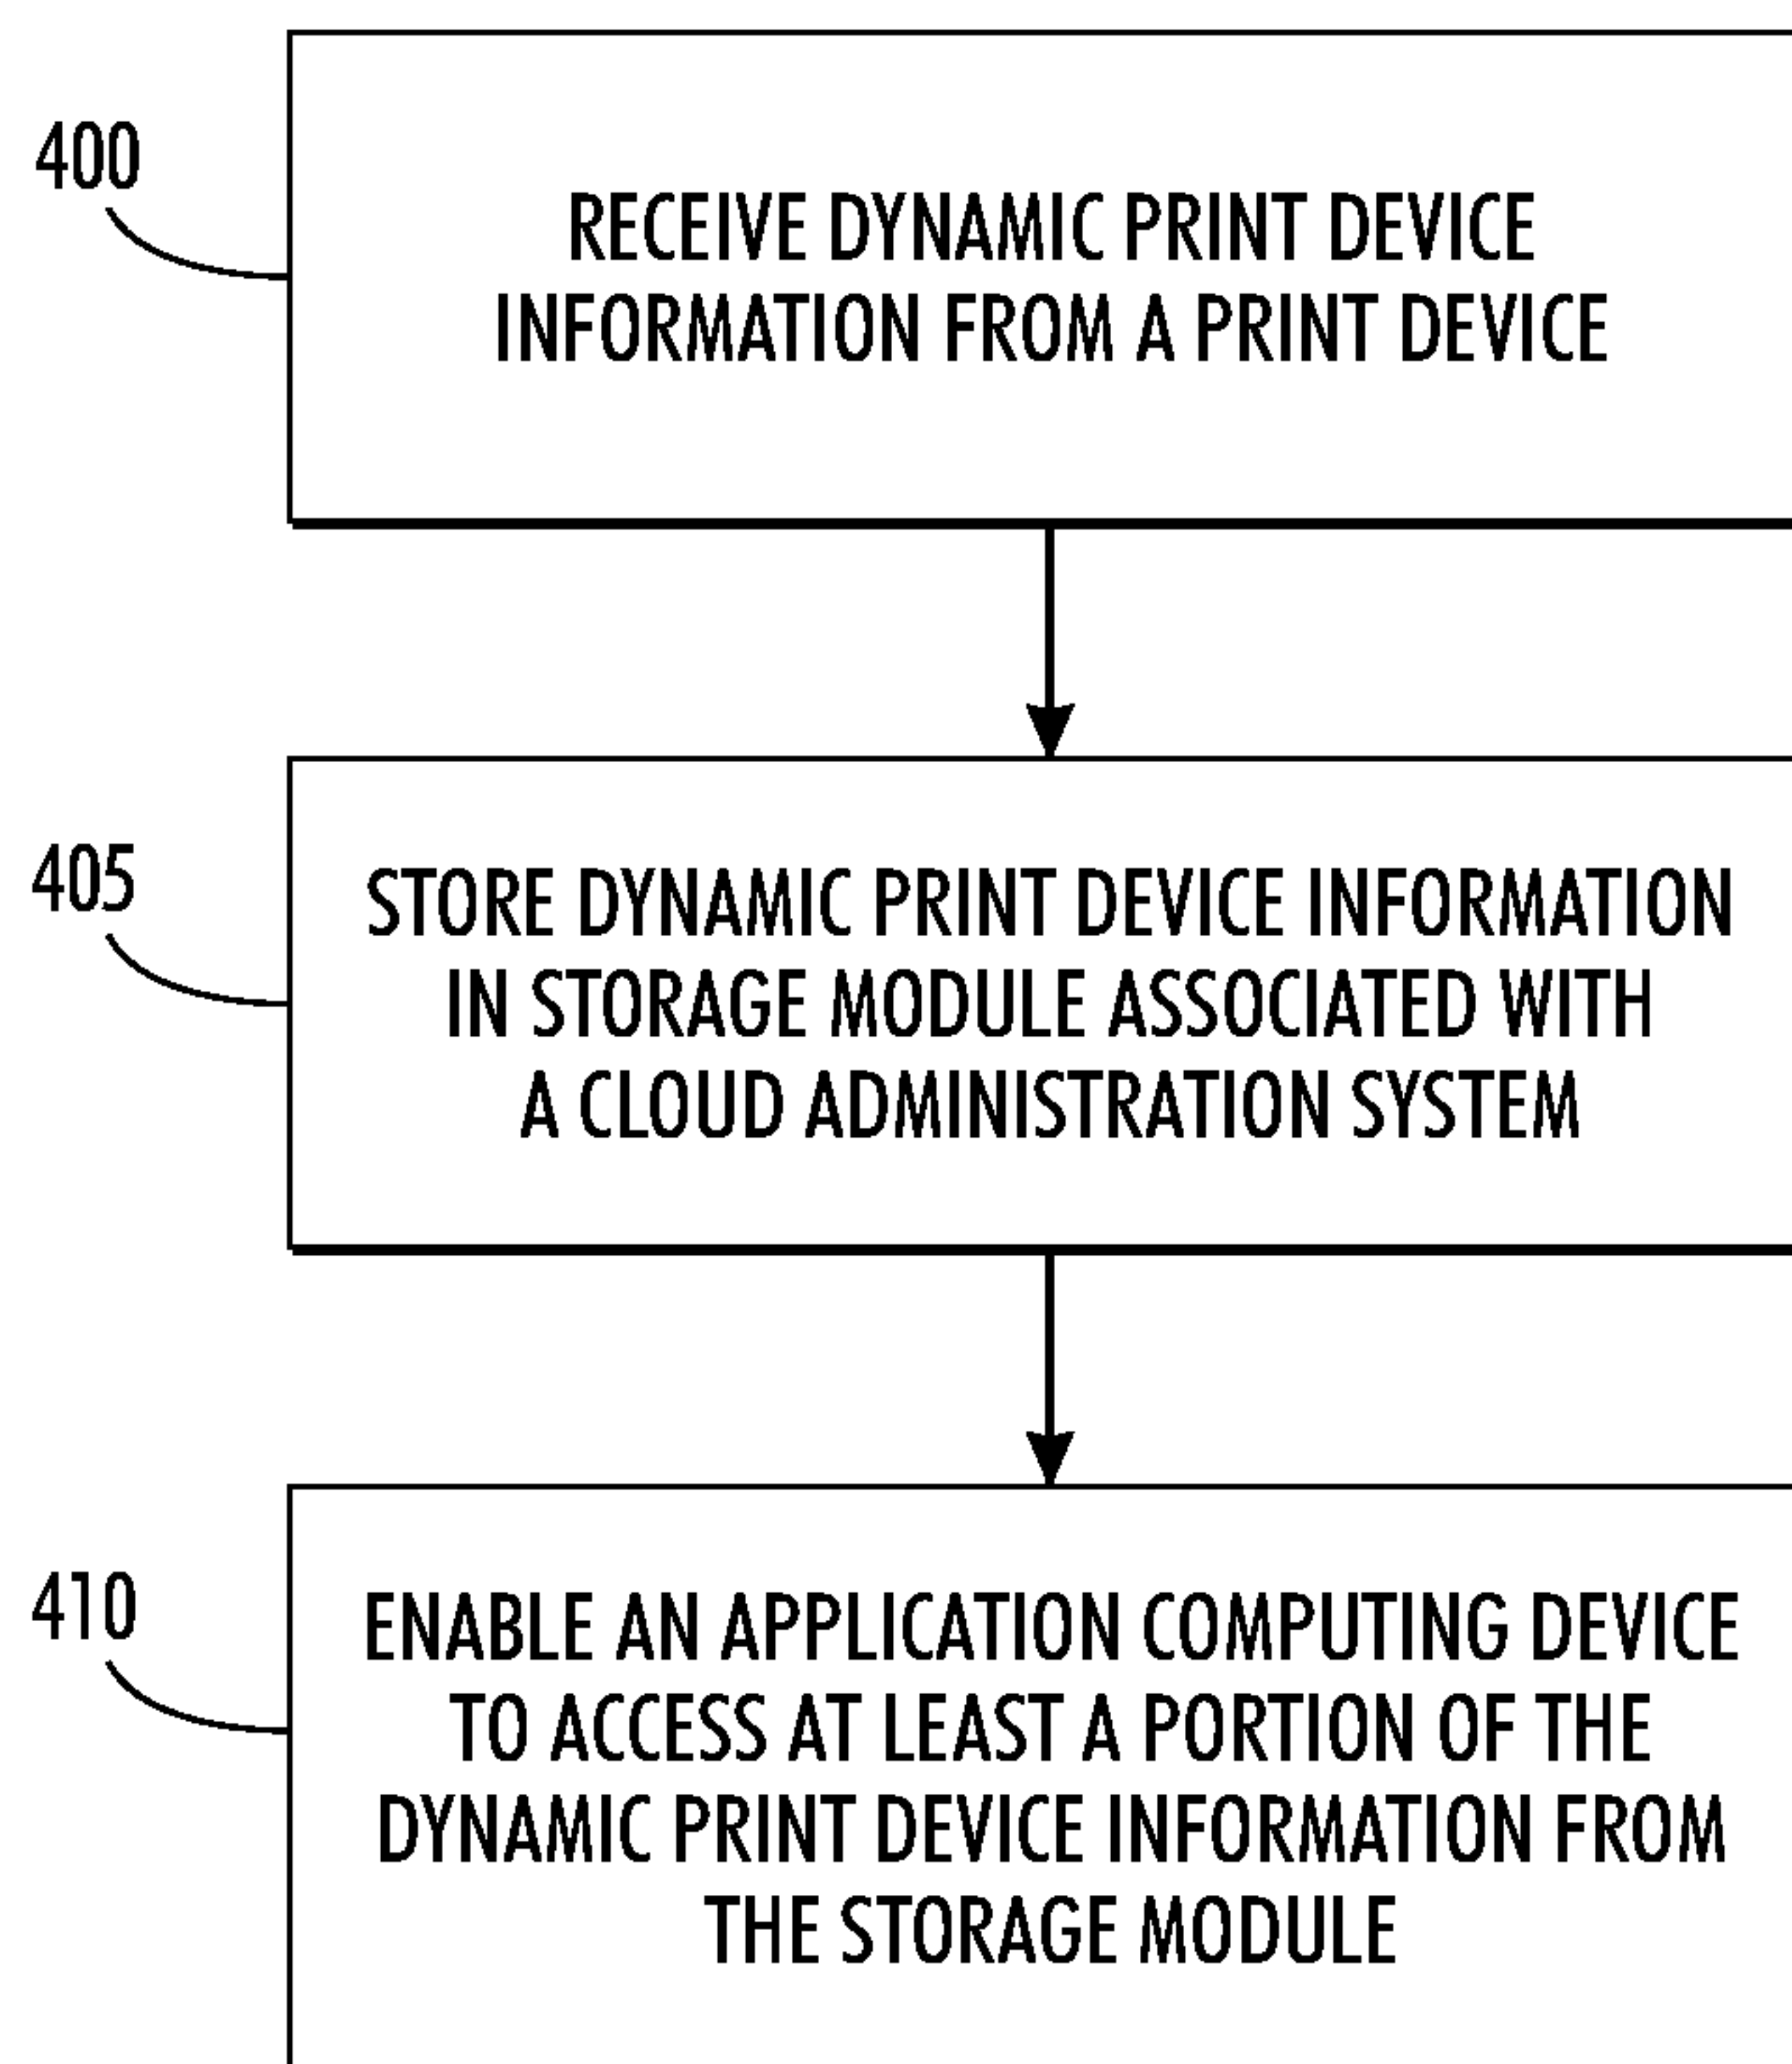 400
RECEIVE DYNAMIC PRINT DEVICE
INFORMATION FROM A PRINT DEVICE
405
STORE DYNAMIC PRINT DEVICE INFORMATION
IN STORAGE MODULE ASSOCIATED WITH
A CLOUD ADMINISTRATION SYSTEM
410
ENABLE AN APPLICATION COMPUTING DEVICE
TO ACCESS AT LEAST A PORTION OF THE
DYNAMIC PRINT DEVICE INFORMATION FROM
THE STORAGE MODULE